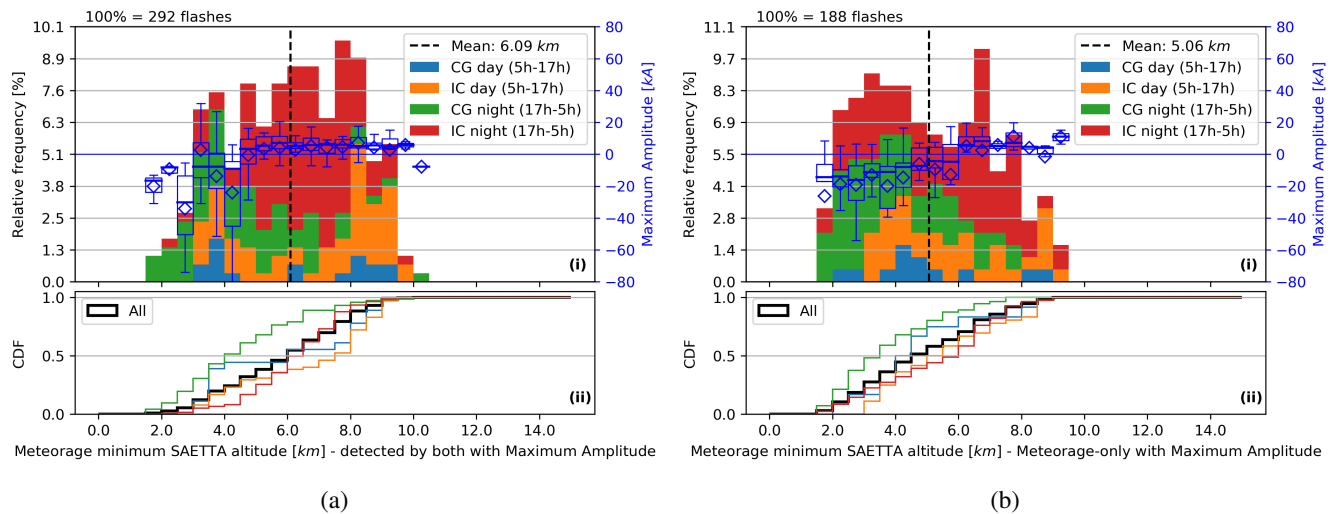 100% = 292 flashes
10.1
8.9
7.6
6.3
5.1
3.8
2.5
1.3
0.0
Relative frequency [%]
80
60
40
20
0
−20
−40
−60
−80
Maximum Amplitude [kA]
Mean: 6.09 km
CG day (5h-17h)
IC day (5h-17h)
CG night (17h-5h)
IC night (17h-5h)
(i)
1.0
0.5
0.0
CDF
All
(ii)
0.0 2.0 4.0 6.0 8.0 10.0 12.0 14.0
Meteorage minimum SAETTA altitude [km] - detected by both with Maximum Amplitude
(a)
100% = 188 flashes
11.1
9.7
8.3
6.9
5.5
4.1
2.8
1.4
0.0
Relative frequency [%]
80
60
40
20
0
−20
−40
−60
−80
Maximum Amplitude [kA]
Mean: 5.06 km
CG day (5h-17h)
IC day (5h-17h)
CG night (17h-5h)
IC night (17h-5h)
(i)
1.0
0.5
0.0
CDF
All
(ii)
0.0 2.0 4.0 6.0 8.0 10.0 12.0 14.0
Meteorage minimum SAETTA altitude [km] - Meteorage-only with Maximum Amplitude
(b)